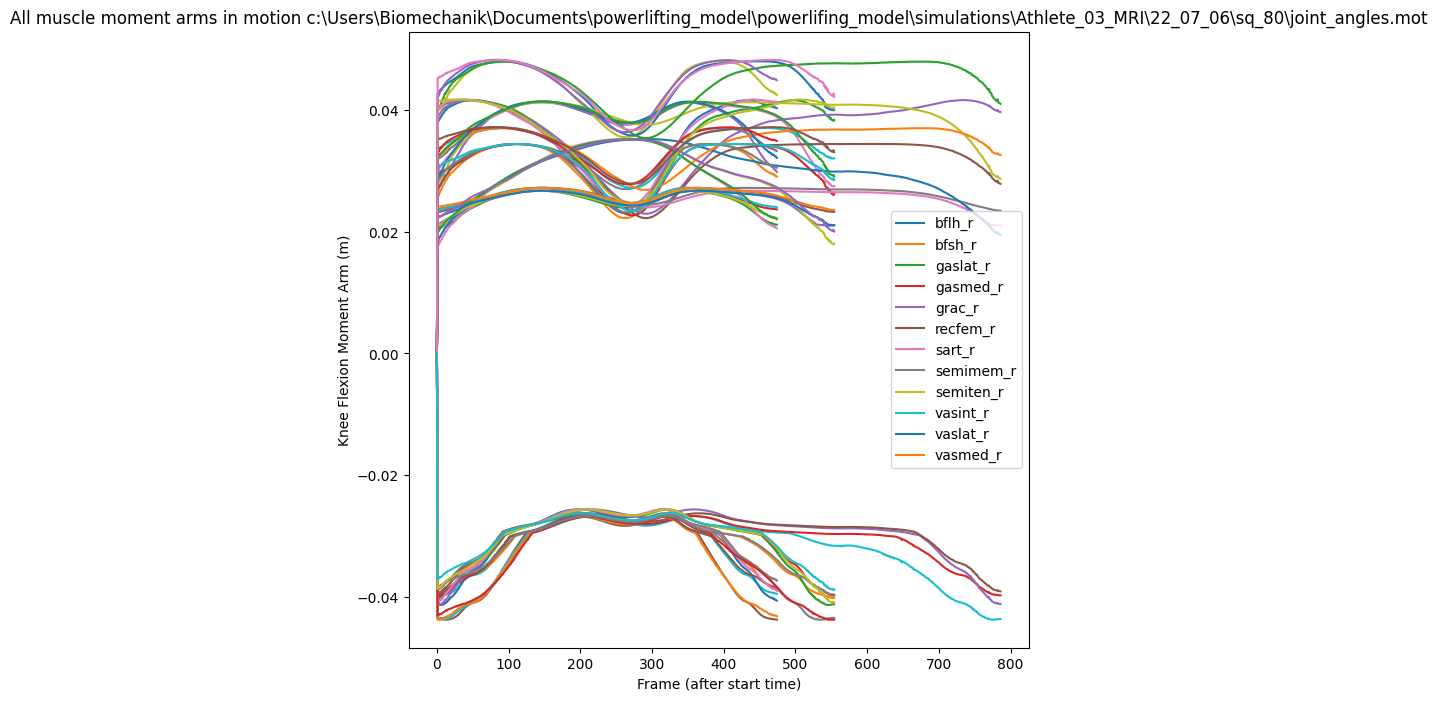 All muscle moment arms in motion c:\Users\Biomechanik\Documents\powerlifting_model\powerlifing_model\simulations\Athlete_03_MRI\22_07_06\sq_80\joint_angles.mot
Knee Flexion Moment Arm (m)
0.04
0.02
0.00
−0.02
−0.04
bflh_r
bfsh_r
gaslat_r
gasmed_r
grac_r
recfem_r
sart_r
semimem_r
semiten_r
vasint_r
vaslat_r
vasmed_r
0 100 200 300 400 500 600 700 800
Frame (after start time)